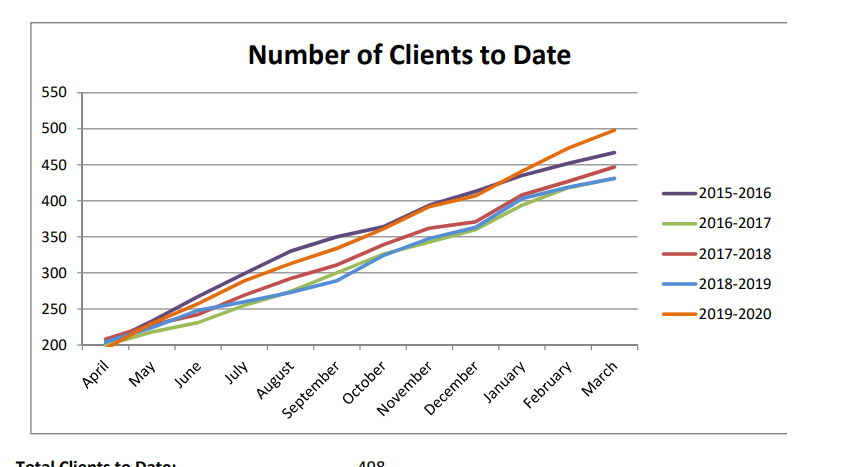 Number of Clients to Date
550
500
450
400
350
300
250
200
April
May
June
July
August
September
October
November
December
January
February
March
2015-2016
2016-2017
2017-2018
2018-2019
2019-2020
Total Clients to Date: 498